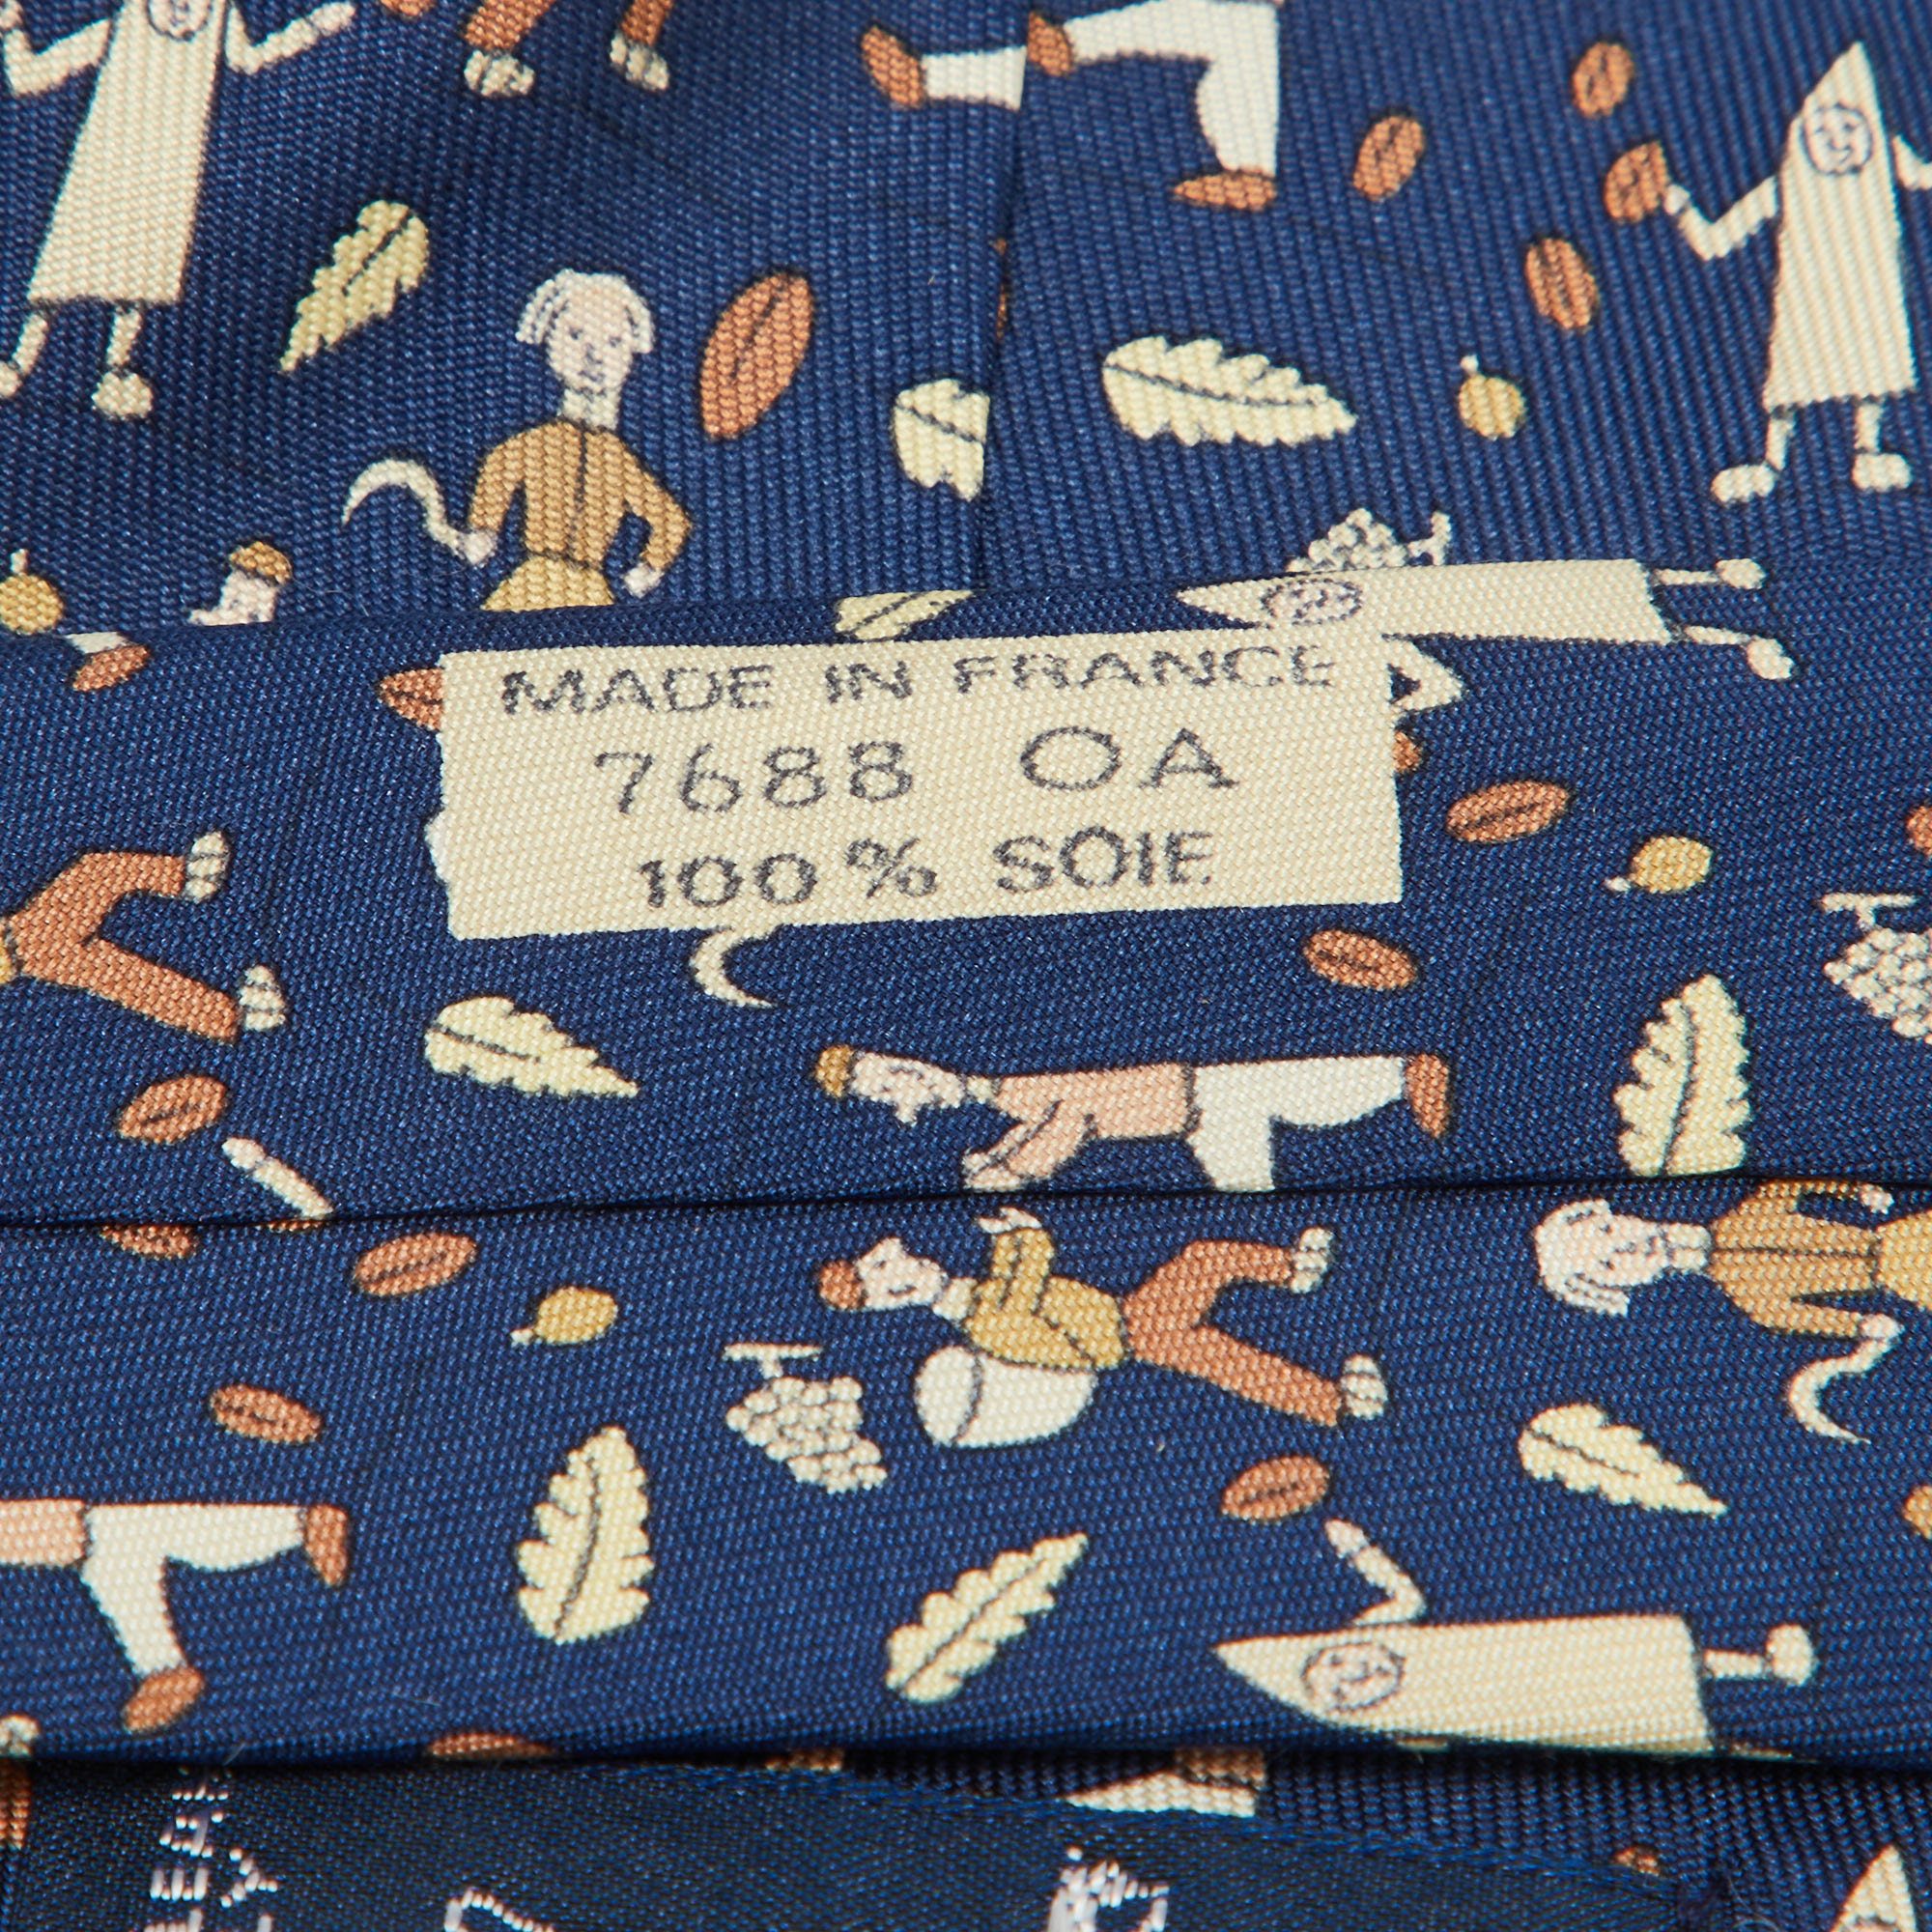 MADE IN FRANCE
7688 OA
100% SOIE